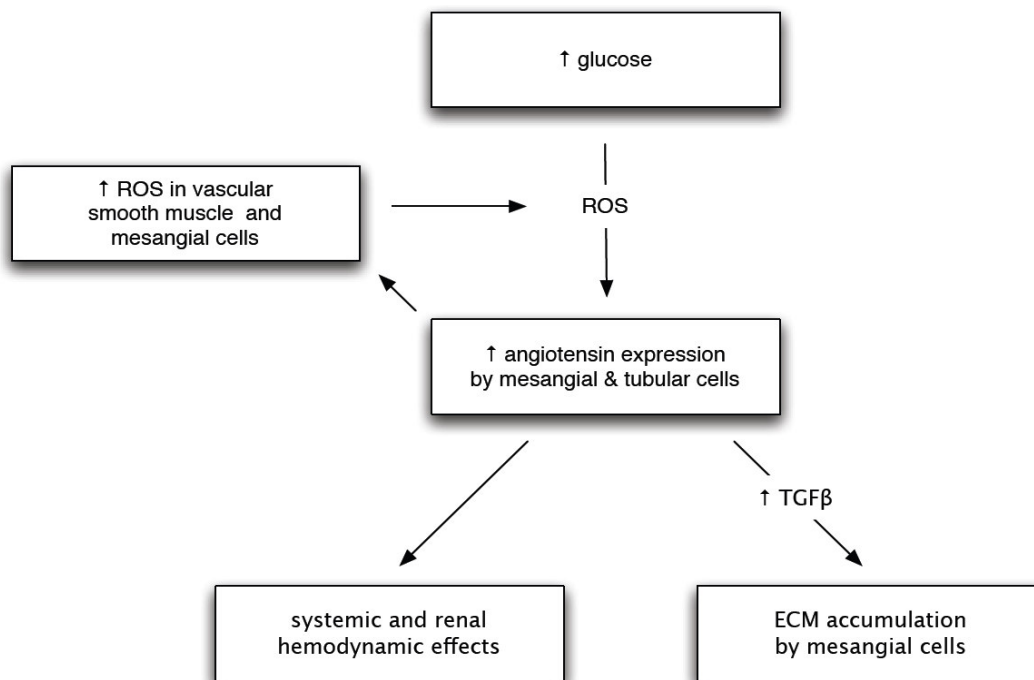 ↑ glucose
↑ ROS in vascular
smooth muscle and
mesangial cells
ROS
↑ angiotensin expression
by mesangial & tubular cells
↑ TGFβ
systemic and renal
hemodynamic effects
ECM accumulation
by mesangial cells